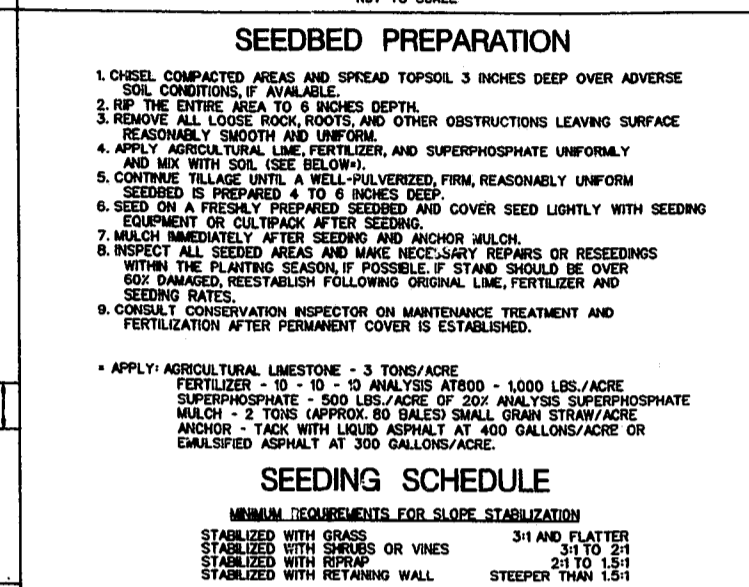 SEEDBED PREPARATION
1. CHISEL COMPACTED AREAS AND SPREAD TOPSOIL 3 INCHES DEEP OVER ADVERSE
SOIL CONDITIONS, IF AVAILABLE.
2. RIP THE ENTIRE AREA TO 6 INCHES DEPTH.
3. REMOVE ALL LOOSE ROCK, ROOTS, AND OTHER OBSTRUCTIONS LEAVING SURFACE
REASONABLY SMOOTH AND UNIFORM.
4. APPLY AGRICULTURAL LIME, FERTILIZER, AND SUPERPHOSPHATE UNIFORMLY
AND MIX WITH SOIL (SEE BELOW*).
5. CONTINUE TILLAGE UNTIL A WELL-PULVERIZED, FIRM, REASONABLY UNIFORM
SEEDBED IS PREPARED 4 TO 6 INCHES DEEP.
6. SEED ON A FRESHLY PREPARED SEEDBED AND COVER SEED LIGHTLY WITH SEEDING
EQUIPMENT OR CULTIPACK AFTER SEEDING.
7. MULCH IMMEDIATELY AFTER SEEDING AND ANCHOR MULCH.
8. INSPECT ALL SEEDED AREAS AND MAKE NECESSARY REPAIRS OR RESEEDINGS
WITHIN THE PLANTING SEASON, IF POSSIBLE. IF STAND SHOULD BE OVER
60% DAMAGED, REESTABLISH FOLLOWING ORIGINAL LIME, FERTILIZER AND
SEEDING RATES.
9. CONSULT CONSERVATION INSPECTOR ON MAINTENANCE TREATMENT AND
FERTILIZATION AFTER PERMANENT COVER IS ESTABLISHED.
* APPLY: AGRICULTURAL LIMESTONE - 3 TONS/ACRE
FERTILIZER - 10 - 10 - 10 ANALYSIS AT800 - 1,000 LBS./ACRE
SUPERPHOSPHATE - 500 LBS./ACRE OF 20% ANALYSIS SUPERPHOSPHATE
MULCH - 2 TONS (APPROX. 80 BALES) SMALL GRAIN STRAW/ACRE
ANCHOR - TACK WITH LIQUID ASPHALT AT 400 GALLONS/ACRE OR
EMULSIFIED ASPHALT AT 300 GALLONS/ACRE.
SEEDING SCHEDULE
MINIMUM REQUIREMENTS FOR SLOPE STABILIZATION
STABILIZED WITH GRASS 3:1 AND FLATTER
STABILIZED WITH SHRUBS OR VINES 3:1 TO 2:1
STABILIZED WITH RIPRAP 2:1 TO 1.5:1
STABILIZED WITH RETAINING WALL STEEPER THAN 1.5:1